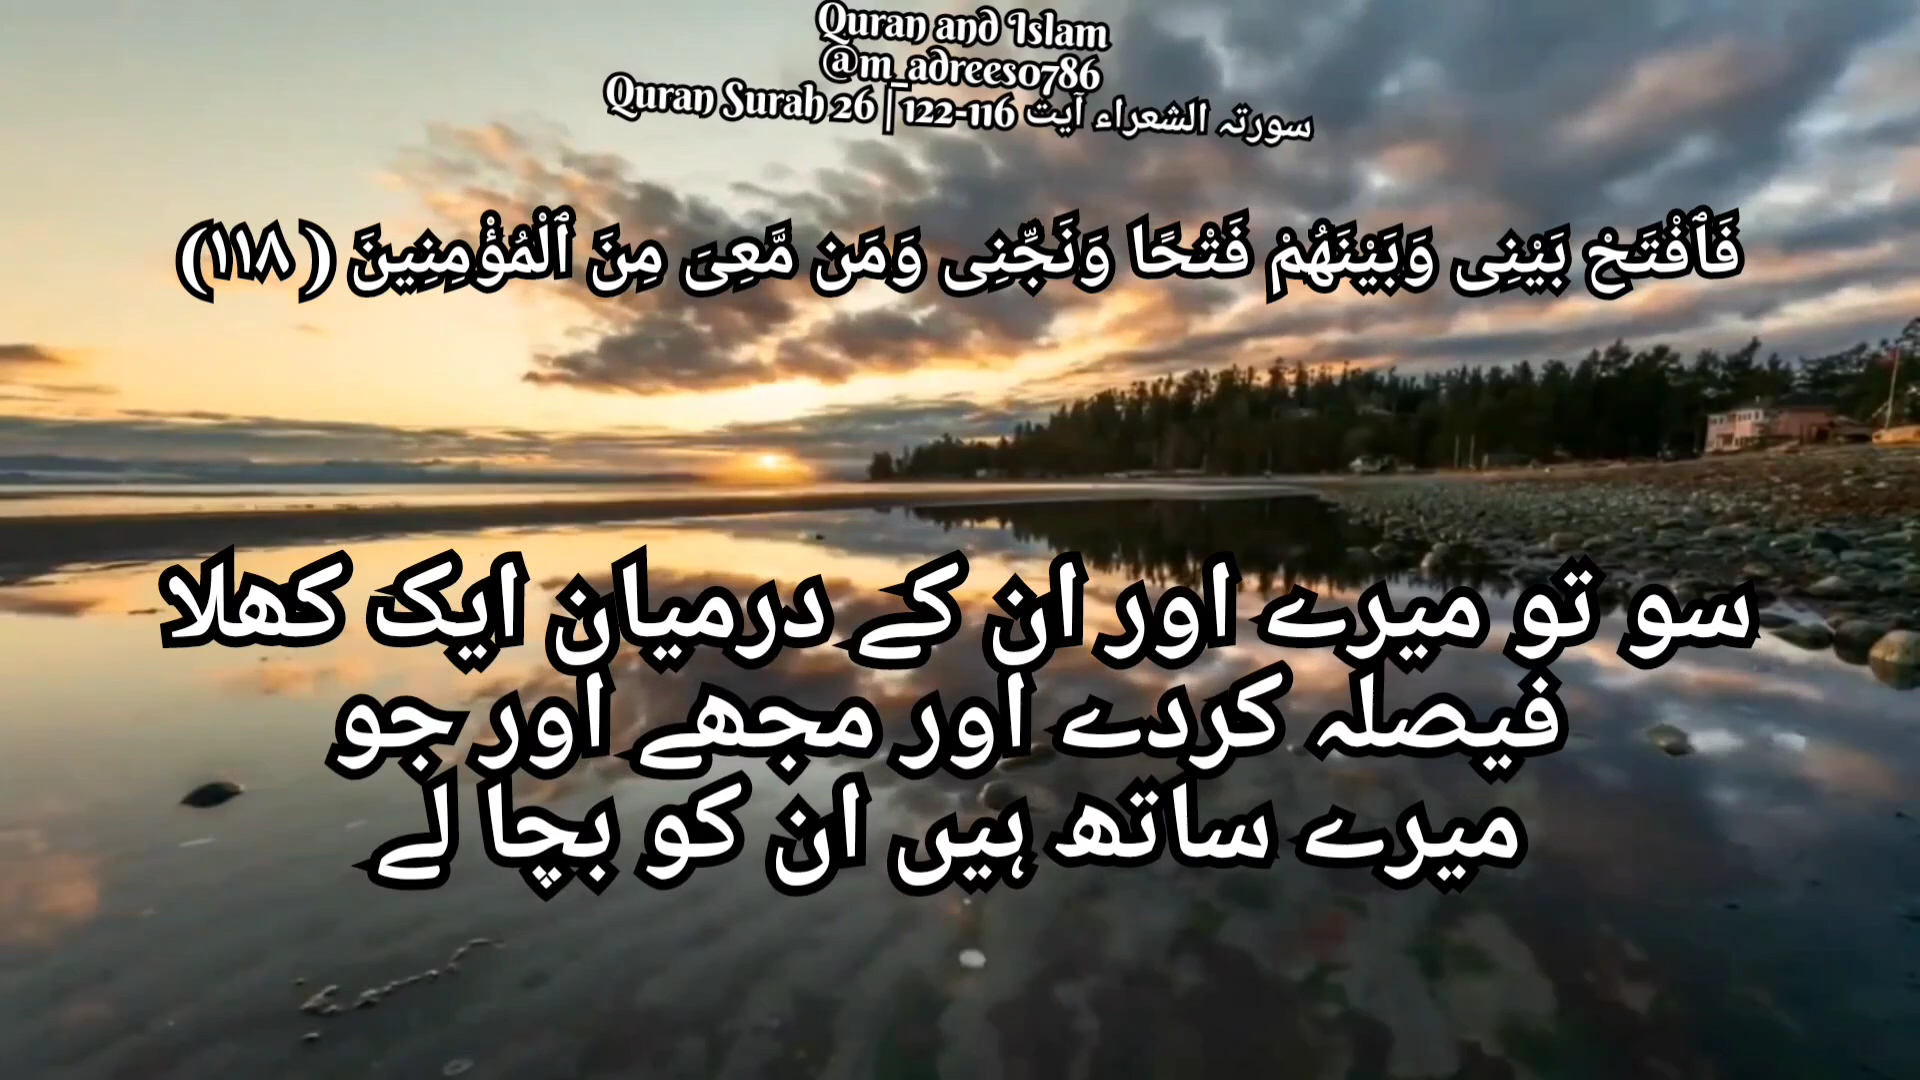 Quran and Islam
@m_adrees0786
Quran Surah 26 | سورتہ الشعراء آیت 116-122
فَٱفْتَحْ بَيْنِى وَبَيْنَهُمْ فَتْحًا وَنَجِّنِى وَمَن مَّعِىَ مِنَ ٱلْمُؤْمِنِينَ (١١٨)
سو تو میرے اور ان کے درمیان ایک کھلا
فیصلہ کردے اور مجھے اور جو
میرے ساتھ ہیں ان کو بچا لے